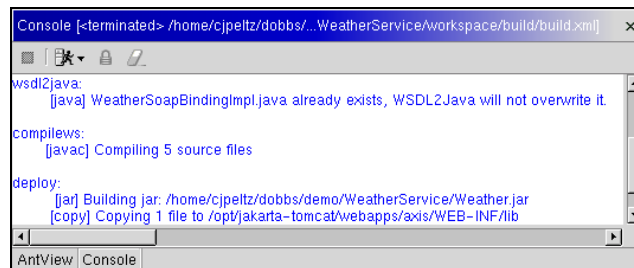 Console [<terminated> /home/cjpeltz/dobbs/...WeatherService/workspace/build/build.xml]
wsdl2java:
[java] WeatherSoapBindingImpl.java already exists, WSDL2Java will not overwrite it.
compilews:
[javac] Compiling 5 source files
deploy:
[jar] Building jar: /home/cjpeltz/dobbs/demo/WeatherService/Weather.jar
[copy] Copying 1 file to /opt/jakarta-tomcat/webapps/axis/WEB-INF/lib
AntView Console